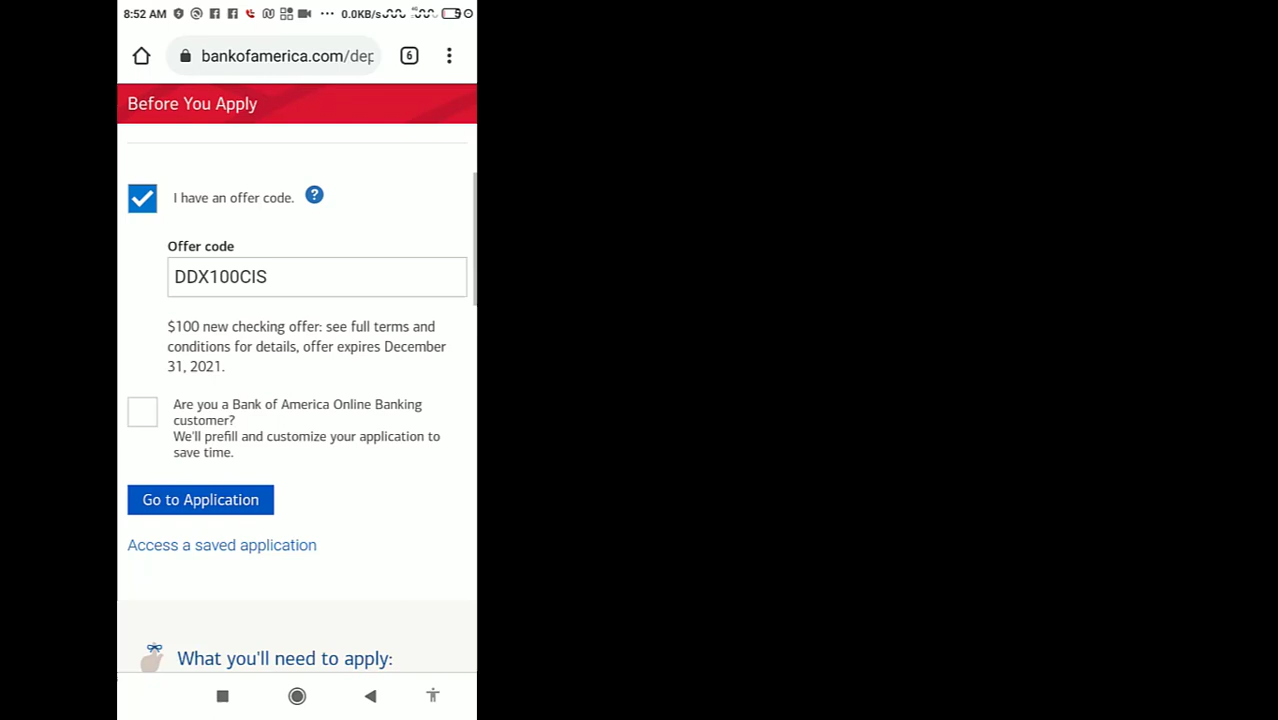 8:52 AM
0.0KB/s
bankofamerica.com/dep
6
Before You Apply
I have an offer code.
?
Offer code
DDX100CIS
$100 new checking offer: see full terms and
conditions for details, offer expires December
31, 2021.
Are you a Bank of America Online Banking
customer?
We'll prefill and customize your application to
save time.
Go to Application
Access a saved application
What you'll need to apply: